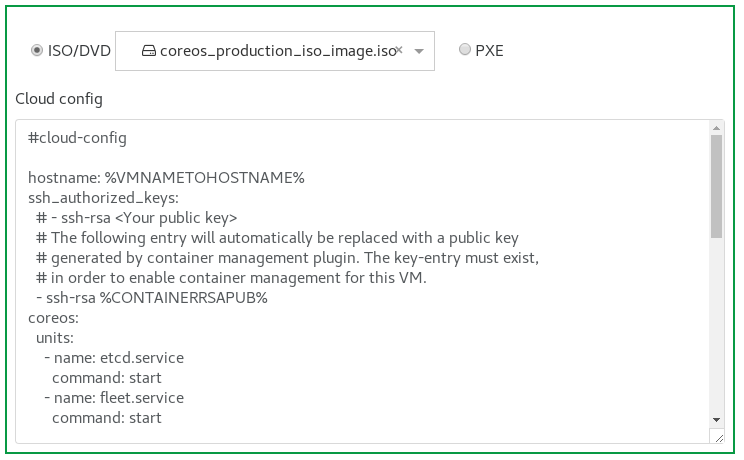 ISO/DVD coreos_production_iso_image.iso× PXE
Cloud config
#cloud-config
hostname: %VMNAMETOHOSTNAME%
ssh_authorized_keys:
# - ssh-rsa <Your public key>
# The following entry will automatically be replaced with a public key
# generated by container management plugin. The key-entry must exist,
# in order to enable container management for this VM.
- ssh-rsa %CONTAINERRSAPUB%
coreos:
units:
- name: etcd.service
command: start
- name: fleet.service
command: start